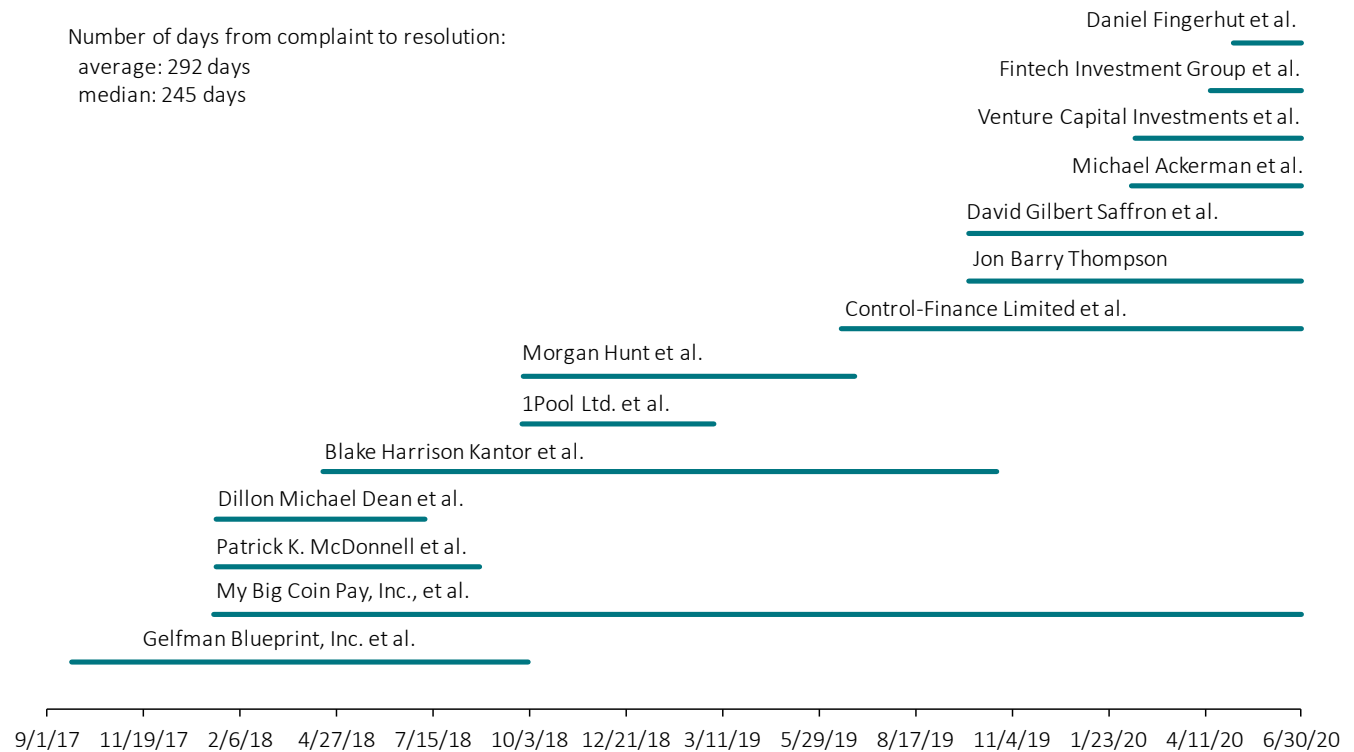 Number of days from complaint to resolution:
average: 292 days
median: 245 days
Daniel Fingerhut et al.
Fintech Investment Group et al.
Venture Capital Investments et al.
Michael Ackerman et al.
David Gilbert Saffron et al.
Jon Barry Thompson
Control-Finance Limited et al.
Morgan Hunt et al.
1Pool Ltd. et al.
Blake Harrison Kantor et al.
Dillon Michael Dean et al.
Patrick K. McDonnell et al.
My Big Coin Pay, Inc., et al.
Gelfman Blueprint, Inc. et al.
9/1/17 11/19/17 2/6/18 4/27/18 7/15/18 10/3/18 12/21/18 3/11/19 5/29/19 8/17/19 11/4/19 1/23/20 4/11/20 6/30/20